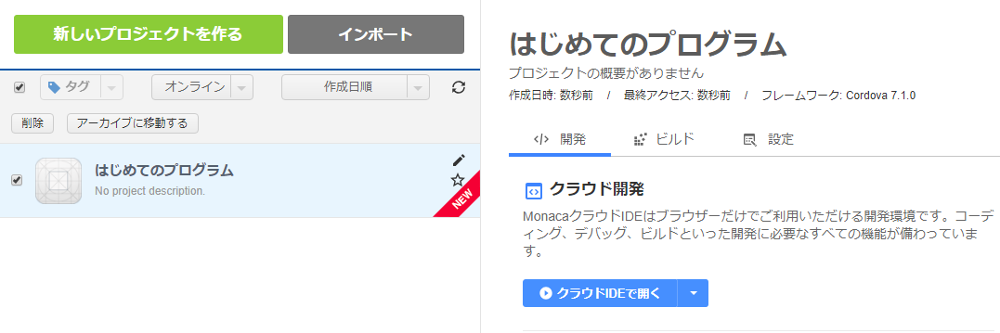 新しいプロジェクトを作る
インポート
タグ
オンライン
作成日順
削除
アーカイブに移動する
はじめてのプログラム
No project description.
NEW
はじめてのプログラム
プロジェクトの概要がありません
作成日時: 数秒前 / 最終アクセス: 数秒前 / フレームワーク: Cordova 7.1.0
開発
ビルド
設定
クラウド開発
MonacaクラウドIDEはブラウザーだけでご利用いただける開発環境です。コーデ
ィング、デバッグ、ビルドといった開発に必要なすべての機能が備わっていま
す。
クラウドIDEで開く